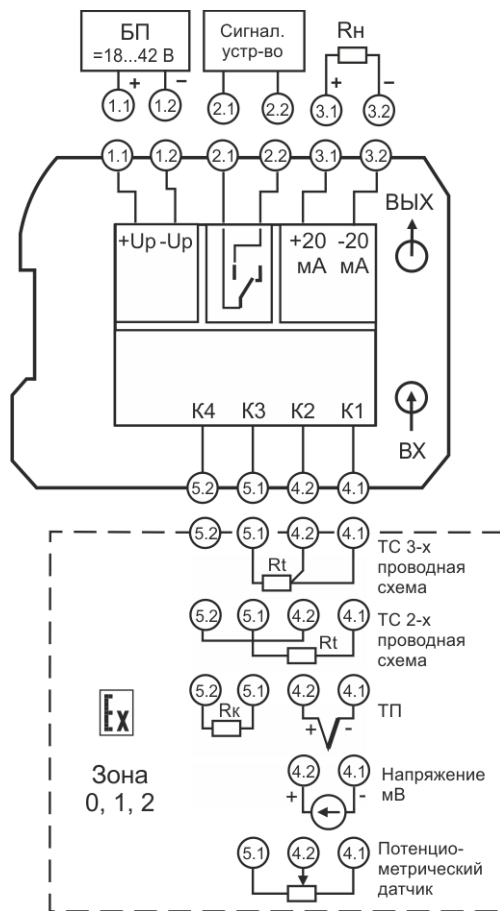 БП
=18...42 В
Сигнал.
устр-во
Rн
+ − + −
1.1 1.2 2.1 2.2 3.1 3.2
1.1 1.2 2.1 2.2 3.1 3.2
ВЫХ
+Up -Up +20 -20
мА мА
К4 К3 К2 К1
ВХ
5.2 5.1 4.2 4.1
5.2 5.1 4.2 4.1
Rt
ТС 3-х
проводная
схема
5.2 5.1 4.2 4.1
Rt
ТС 2-х
проводная
схема
5.2 5.1 4.2 4.1
Rк
+ -
ТП
Ex
Зона
0, 1, 2
4.2 4.1
+ -
Напряжение
мВ
5.1 4.2 4.1
Потенцио-
метрический
датчик